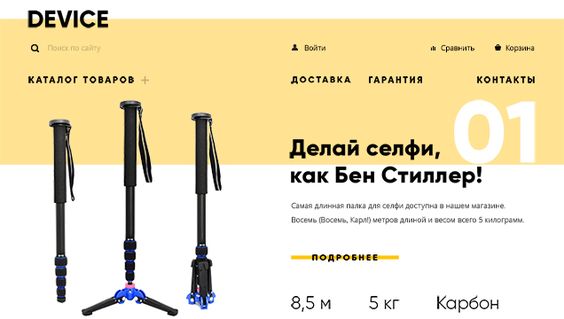 DEVICE
Поиск по сайту
Войти
Сравнить
Корзина
КАТАЛОГ ТОВАРОВ +
ДОСТАВКА
ГАРАНТИЯ
КОНТАКТЫ
01
Делай селфи,
как Бен Стиллер!
Самая длинная палка для селфи доступна в нашем магазине.
Восемь (Восемь, Карл!) метров длиной и весом всего 5 килограмм.
ПОДРОБНЕЕ
8,5 м
5 кг
Карбон